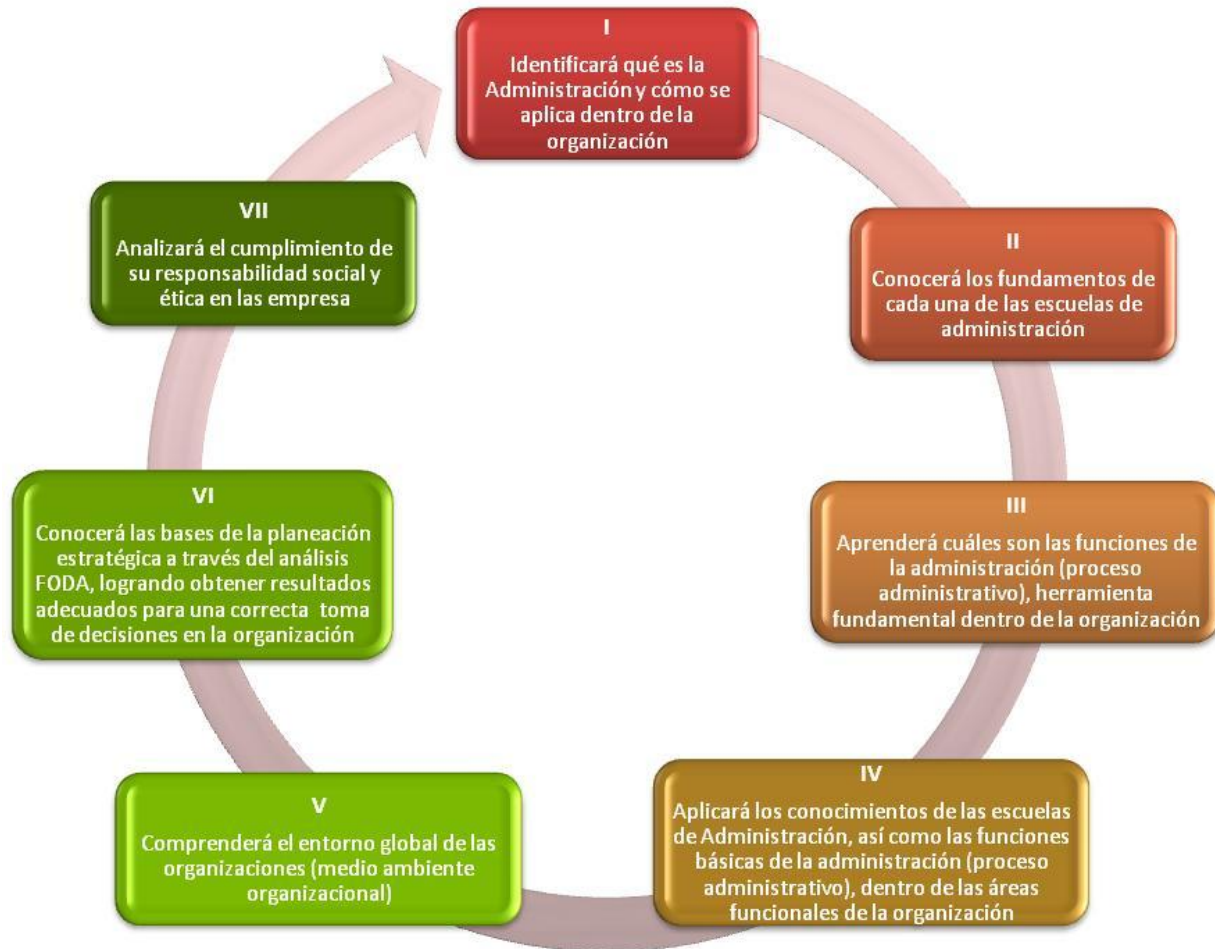 I
Identificará qué es la
Administración y cómo se
aplica dentro de la
organización
II
Conocerá los fundamentos de
cada una de las escuelas de
administración
III
Aprenderá cuáles son las funciones de
la administración (proceso
administrativo), herramienta
fundamental dentro de la organización
IV
Aplicará los conocimientos de las escuelas
de Administración, así como las funciones
básicas de la administración (proceso
administrativo), dentro de las áreas
funcionales de la organización
V
Comprenderá el entorno global de las
organizaciones (medio ambiente
organizacional)
VI
Conocerá las bases de la planeación
estratégica a través del análisis
FODA, logrando obtener resultados
adecuados para una correcta toma
de decisiones en la organización
VII
Analizará el cumplimiento de
su responsabilidad social y
ética en las empresa